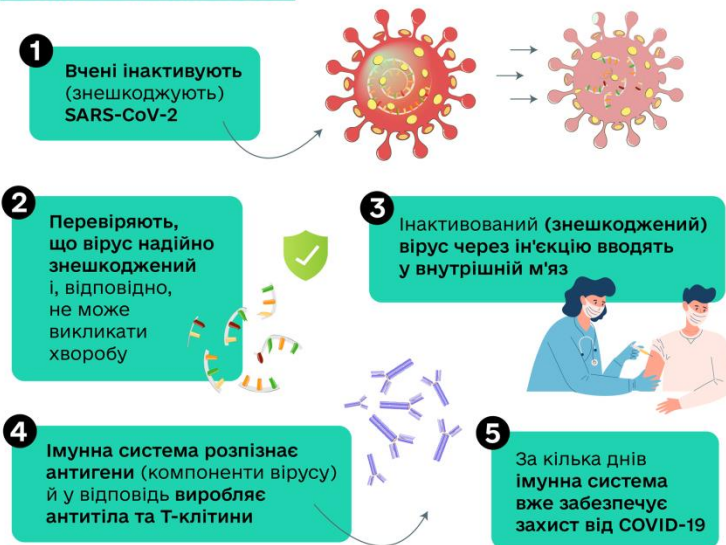 1
Вчені інактивують
(знешкоджують)
SARS-CoV-2
2
Перевіряють,
що вірус надійно
знешкоджений
і, відповідно,
не може
викликати
хворобу
3
Інактивований (знешкоджений)
вірус через ін'єкцію вводять
у внутрішній м'яз
4
Імунна система розпізнає
антигени (компоненти вірусу)
й у відповідь виробляє
антитіла та Т-клітини
5
За кілька днів
імунна система
вже забезпечує
захист від COVID-19